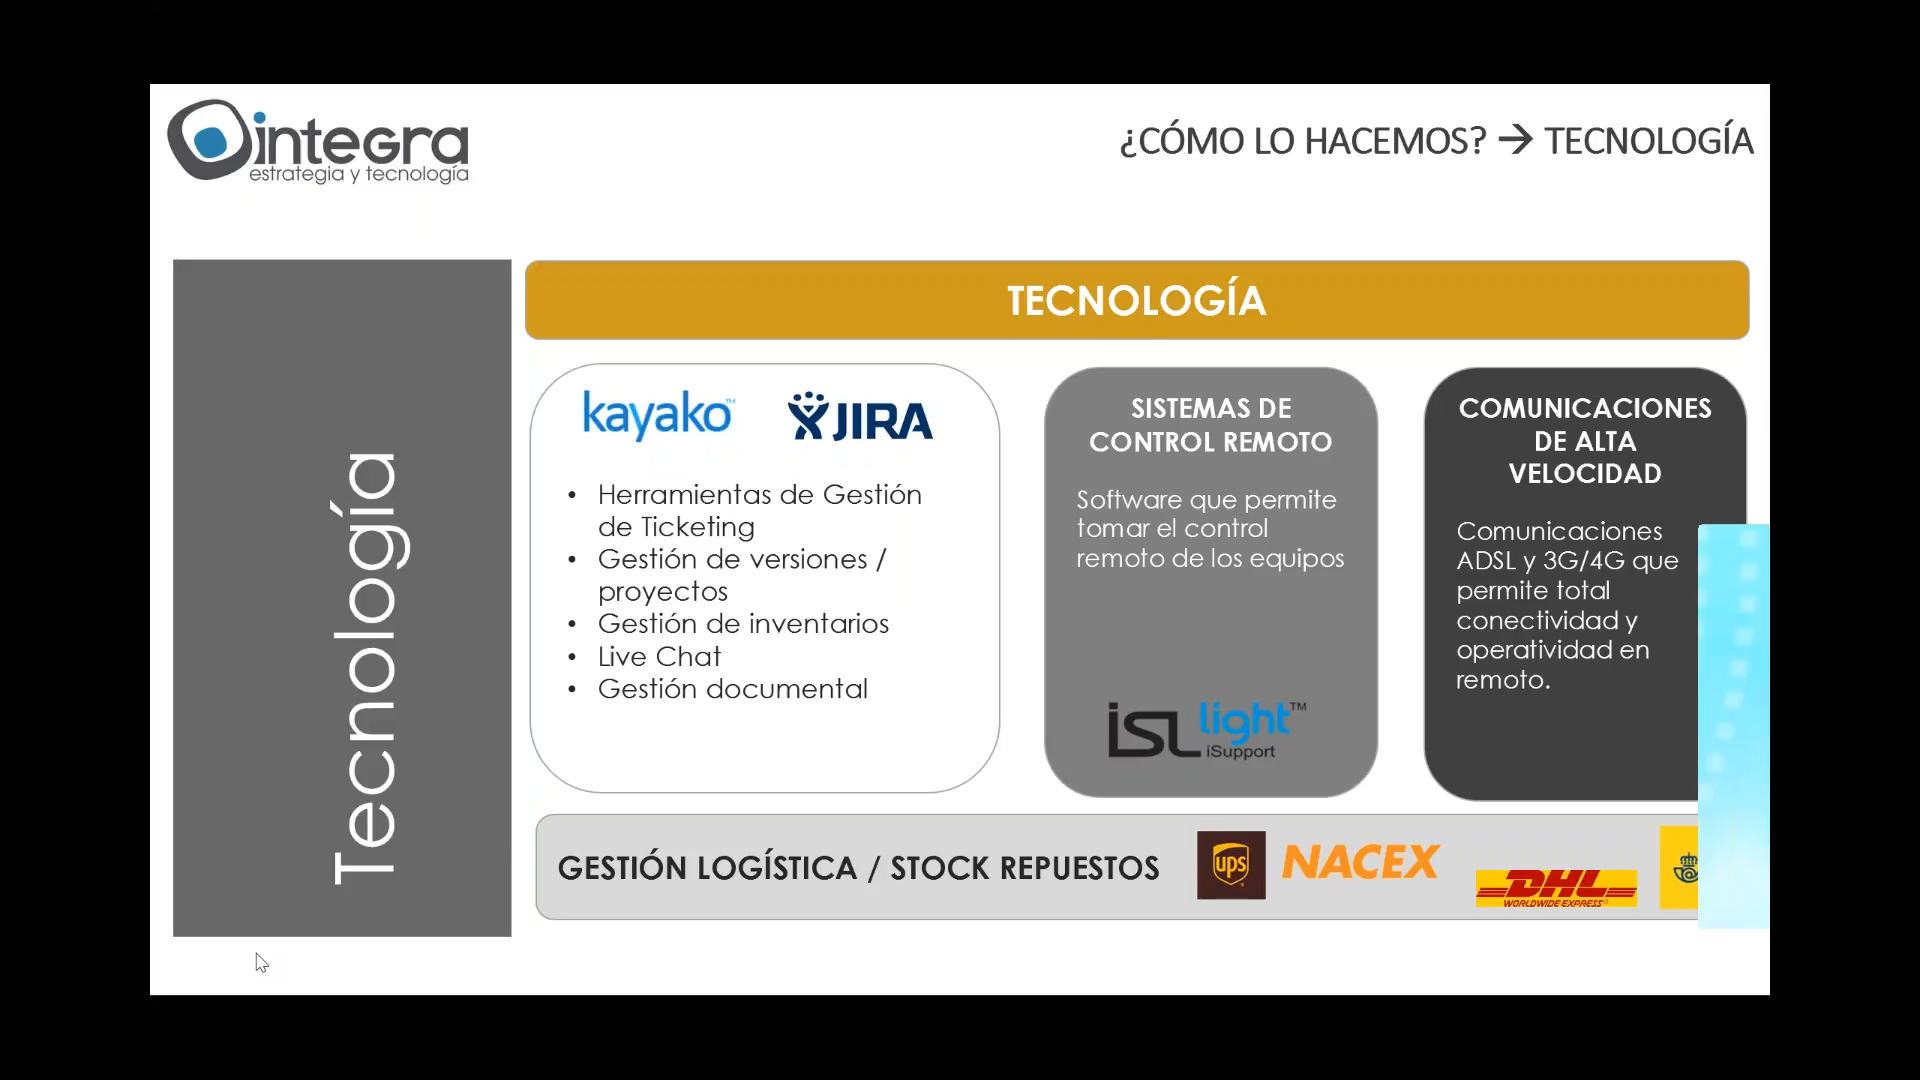 integra
estrategia y tecnología
¿CÓMO LO HACEMOS? → TECNOLOGÍA
Tecnología
TECNOLOGÍA
kayako™
JIRA
• Herramientas de Gestión
de Ticketing
• Gestión de versiones /
proyectos
• Gestión de inventarios
• Live Chat
• Gestión documental
SISTEMAS DE
CONTROL REMOTO
Software que permite
tomar el control
remoto de los equipos
ISL light™
iSupport
COMUNICACIONES
DE ALTA
VELOCIDAD
Comunicaciones
ADSL y 3G/4G que
permite total
conectividad y
operatividad en
remoto.
GESTIÓN LOGÍSTICA / STOCK REPUESTOS
ups
NACEX
DHL
WORLDWIDE EXPRESS